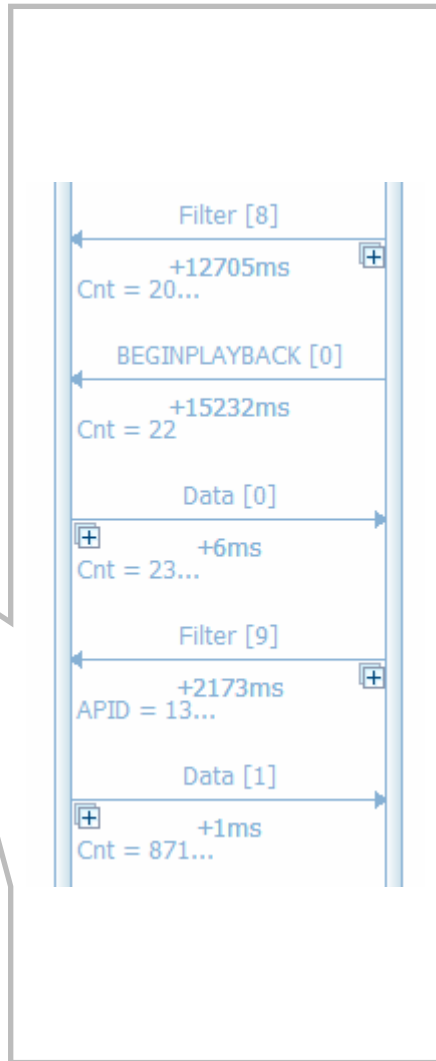 Filter [8]
+12705ms
Cnt = 20...
BEGINPLAYBACK [0]
+15232ms
Cnt = 22
Data [0]
+6ms
Cnt = 23...
Filter [9]
+2173ms
APID = 13...
Data [1]
+1ms
Cnt = 871...